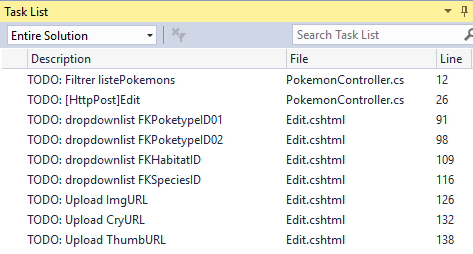 Task List
Entire Solution
Search Task List
Description File Line
TODO: Filtrer listePokemons PokemonController.cs 12
TODO: [HttpPost]Edit PokemonController.cs 26
TODO: dropdownlist FKPoketypeID01 Edit.cshtml 91
TODO: dropdownlist FKPoketypeID02 Edit.cshtml 98
TODO: dropdownlist FKHabitatID Edit.cshtml 109
TODO: dropdownlist FKSpeciesID Edit.cshtml 116
TODO: Upload ImgURL Edit.cshtml 126
TODO: Upload CryURL Edit.cshtml 132
TODO: Upload ThumbURL Edit.cshtml 138